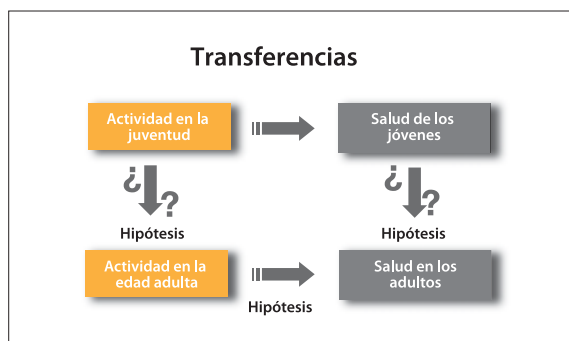 Transferencias
Actividad en la
juventud
Salud de los
jóvenes
¿
?
¿
?
Hipótesis
Hipótesis
Actividad en la
edad adulta
Salud en los
adultos
Hipótesis